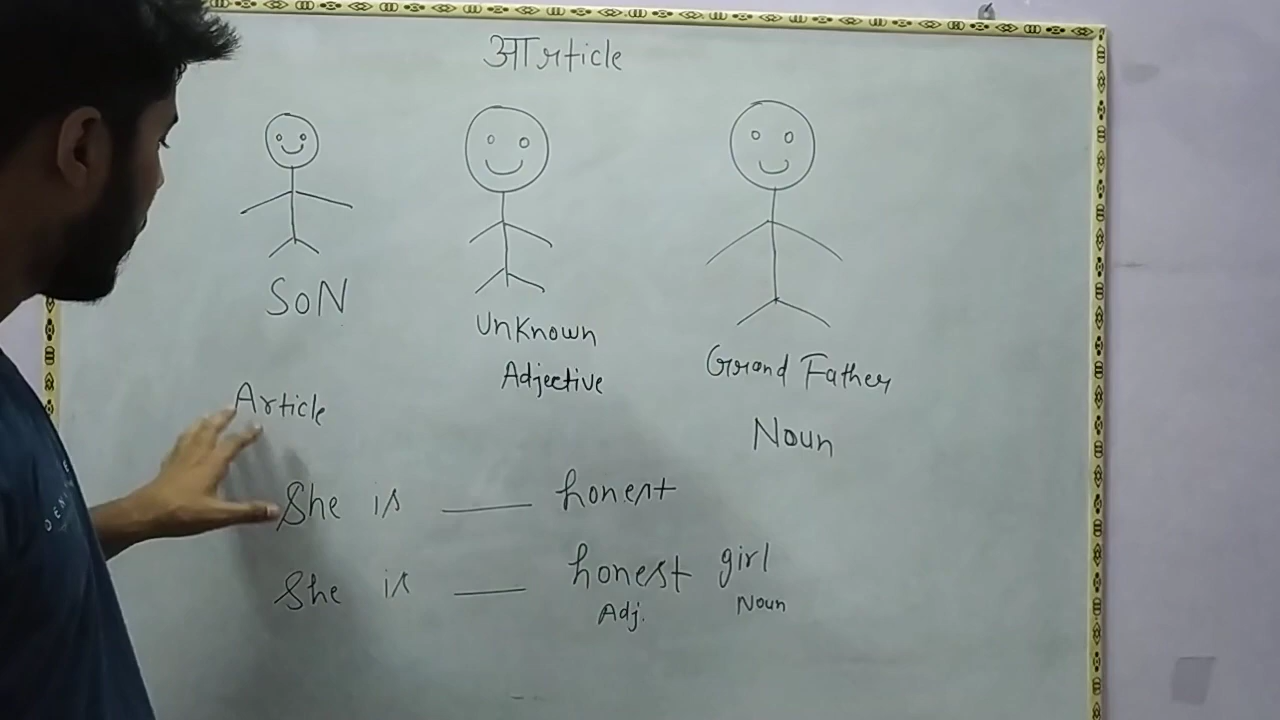 आrticle
SON
Unknown
Adjective
Grand Father
Noun
Article
She is ____ honest
She is ____ honest girl
Adj. Noun